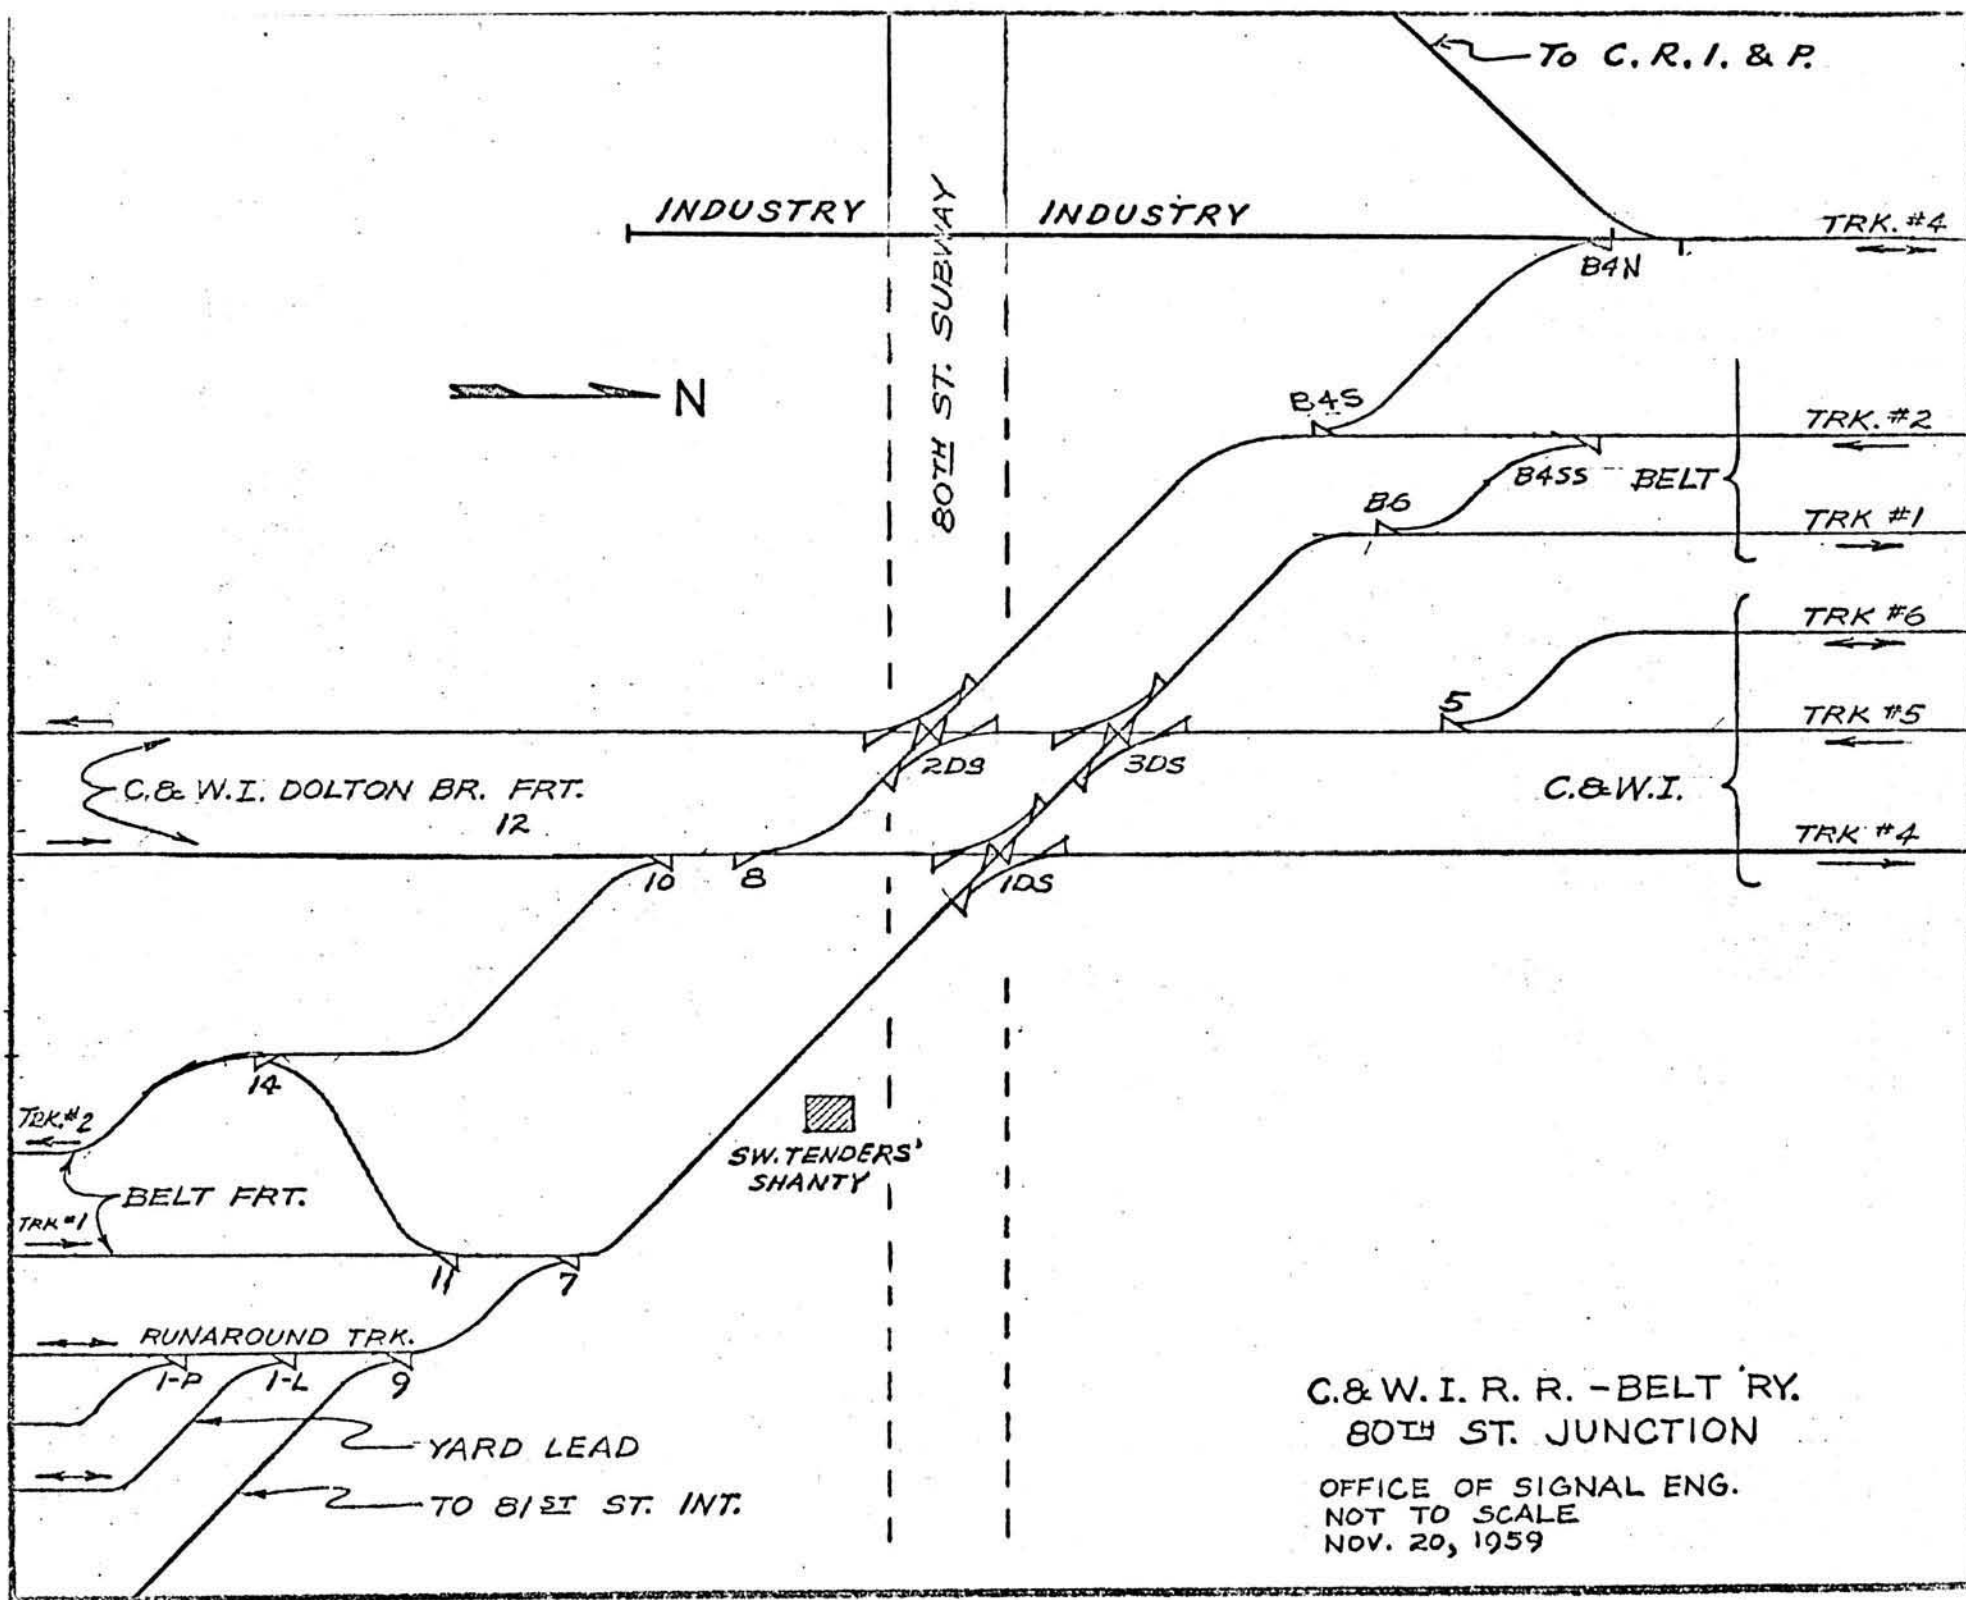 TO C.R.I. & P.
INDUSTRY
INDUSTRY
80TH ST. SUBWAY
TRK. #4
B4N
N
B4S
TRK. #2
B4SS
BELT
B6
TRK #1
TRK #6
5
TRK #5
2DS
3DS
C. & W.I. DOLTON BR. FRT.
12
C. & W.I.
TRK #4
10
8
1DS
14
TRK. #2
SW. TENDERS'
SHANTY
BELT FRT.
TRK #1
11
7
RUNAROUND TRK.
1-P
1-L
9
YARD LEAD
TO 81ST ST. INT.
C. & W. I. R. R. - BELT RY.
80TH ST. JUNCTION
OFFICE OF SIGNAL ENG.
NOT TO SCALE
NOV. 20, 1959